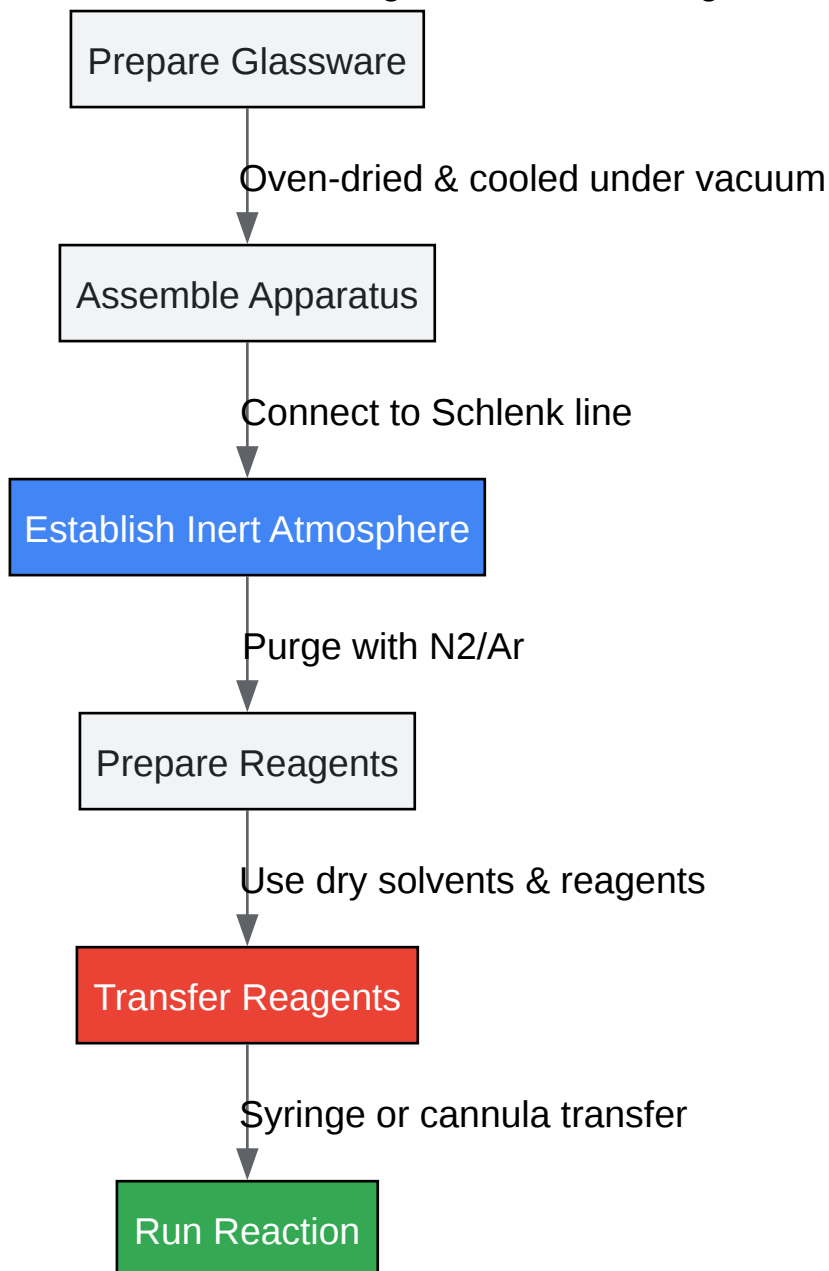 Prepare Glassware
Oven-dried & cooled under vacuum
Assemble Apparatus
Connect to Schlenk line
Establish Inert Atmosphere
Purge with N2/Ar
Prepare Reagents
Use dry solvents & reagents
Transfer Reagents
Syringe or cannula transfer
Run Reaction